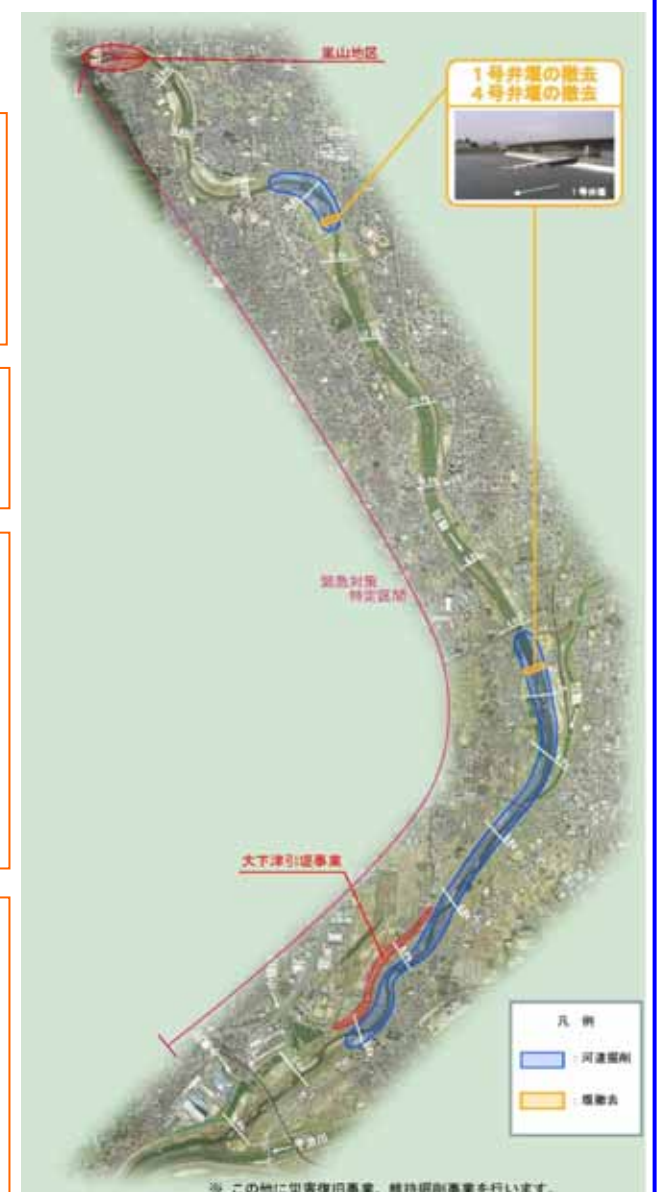 嵐山地区
1号井堰の撤去
4号井堰の撤去
1号井堰
緊急対策
特定区間
大下津引堤事業
凡 例
:河道掘削
:堰撤去
宇治川
※ この他に災害復旧事業、維持掘削事業を行います。